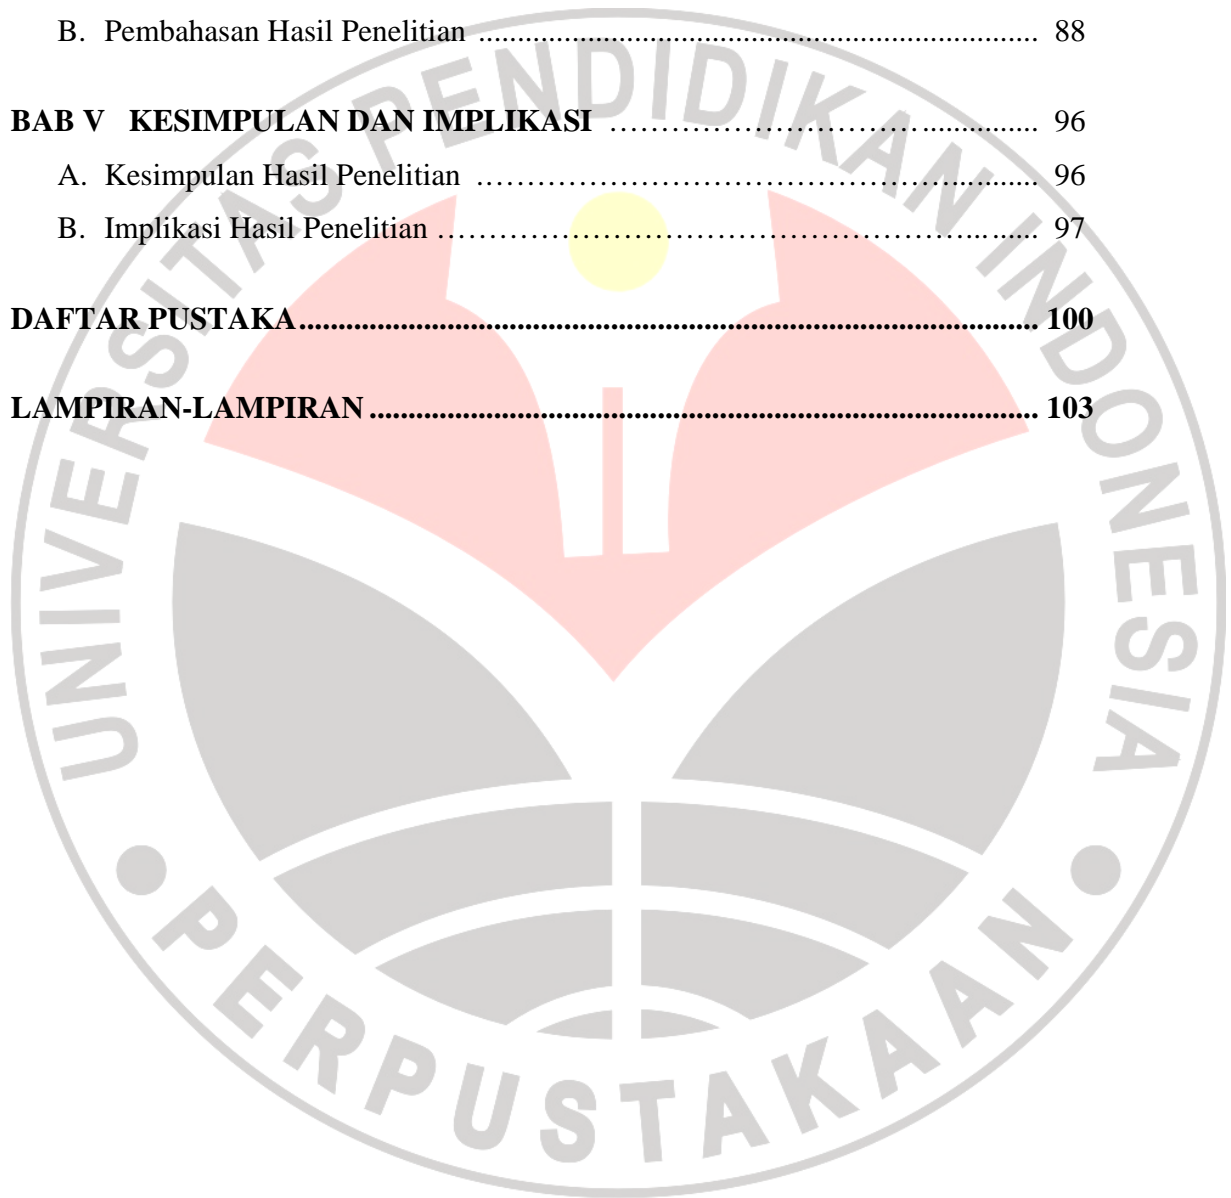 B. Pembahasan Hasil Penelitian ........................................................................ 88
BAB V KESIMPULAN DAN IMPLIKASI ………………………….............. 96
A. Kesimpulan Hasil Penelitian ………………………………………........... 96
B. Implikasi Hasil Penelitian ……………………………………………......... 97
DAFTAR PUSTAKA............................................................................................... 100
LAMPIRAN-LAMPIRAN...................................................................................... 103
UNIVERSITAS PENDIDIKAN INDONESIA
PERPUSTAKAAN